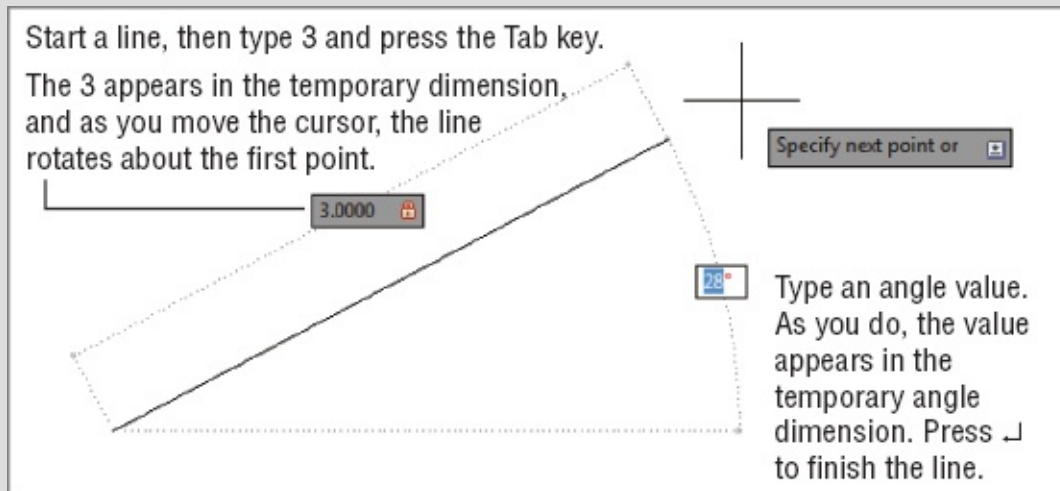 Start a line, then type 3 and press the Tab key.
The 3 appears in the temporary dimension,
and as you move the cursor, the line
rotates about the first point.
3.0000
Specify next point or
28°
Type an angle value.
As you do, the value
appears in the
temporary angle
dimension. Press ↵
to finish the line.